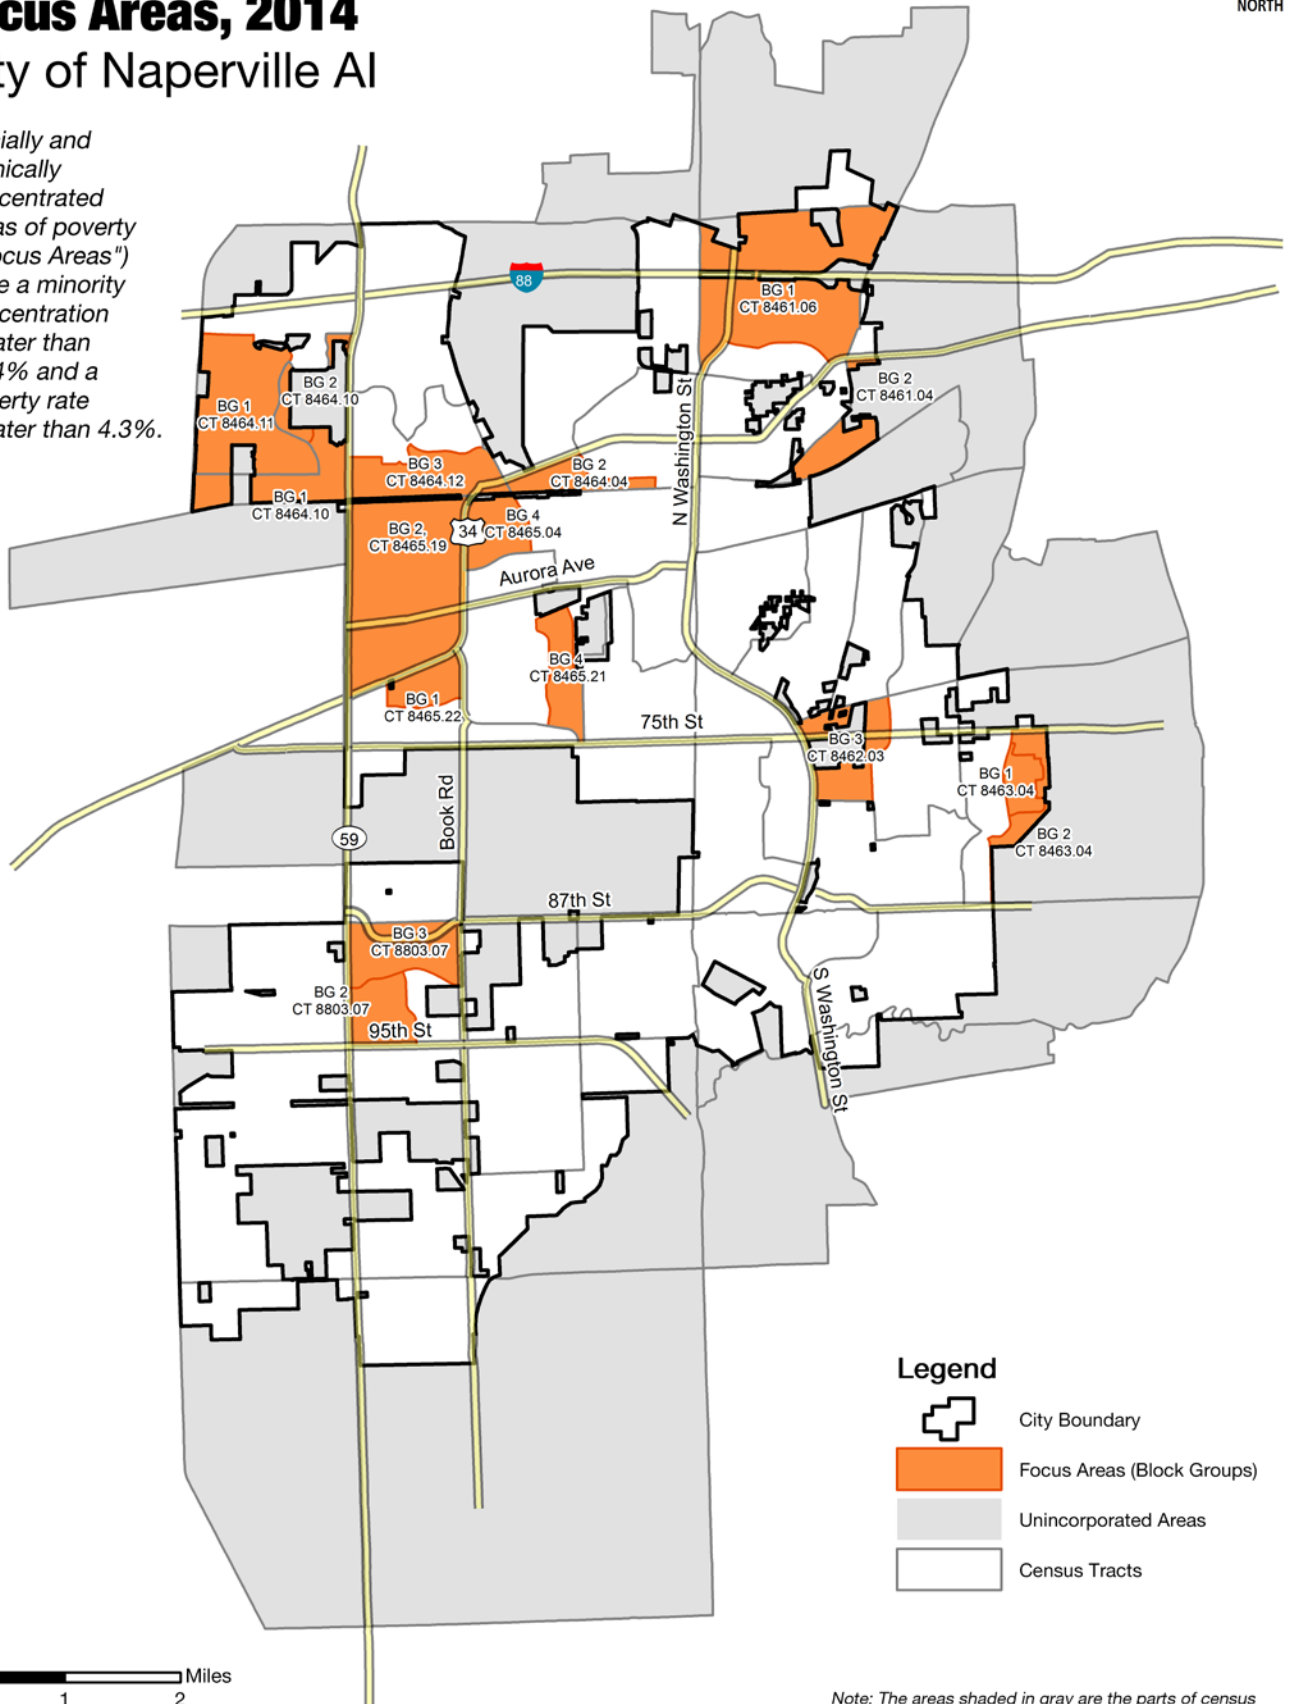 cus Areas, 2014
ty of Naperville AI
NORTH
ially and
nically
centrated
as of poverty
ocus Areas")
e a minority
centration
ater than
4% and a
erty rate
ater than 4.3%.
88
BG 1
CT 8461.06
BG 2
CT 8461.04
BG 2
CT 8464.10
BG 1
CT 8464.11
N Washington St
BG 3
CT 8464.12
BG 2
CT 8464.04
BG 1
CT 8464.10
BG 4
CT 8465.04
BG 2,
CT 8465.19
34
Aurora Ave
BG 4
CT 8465.21
BG 1
CT 8465.22
75th St
BG 3
CT 8462.03
BG 1
CT 8463.04
BG 2
CT 8463.04
Book Rd
59
87th St
BG 3
CT 8803.07
BG 2
CT 8803.07
95th St
S Washington St
Legend
City Boundary
Focus Areas (Block Groups)
Unincorporated Areas
Census Tracts
Miles
1
2
Note: The areas shaded in gray are the parts of census